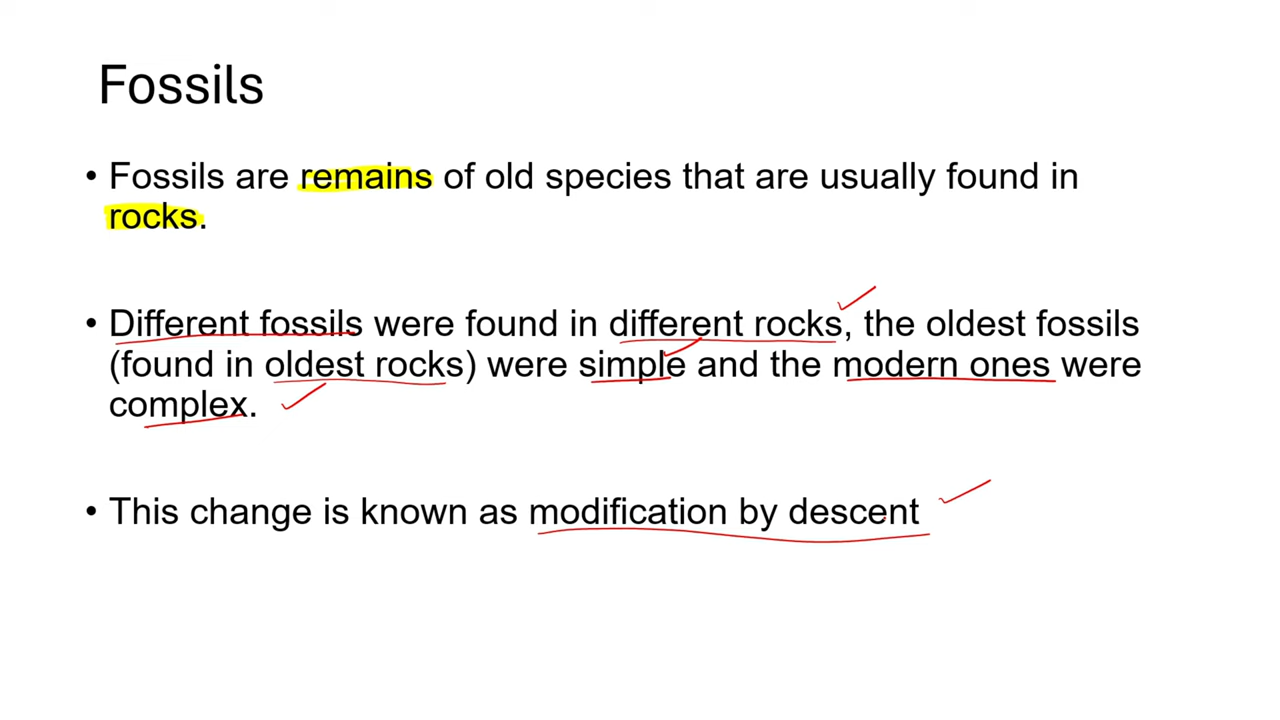 Fossils
• Fossils are remains of old species that are usually found in
rocks.
• Different fossils were found in different rocks, the oldest fossils
(found in oldest rocks) were simple and the modern ones were
complex.
• This change is known as modification by descent